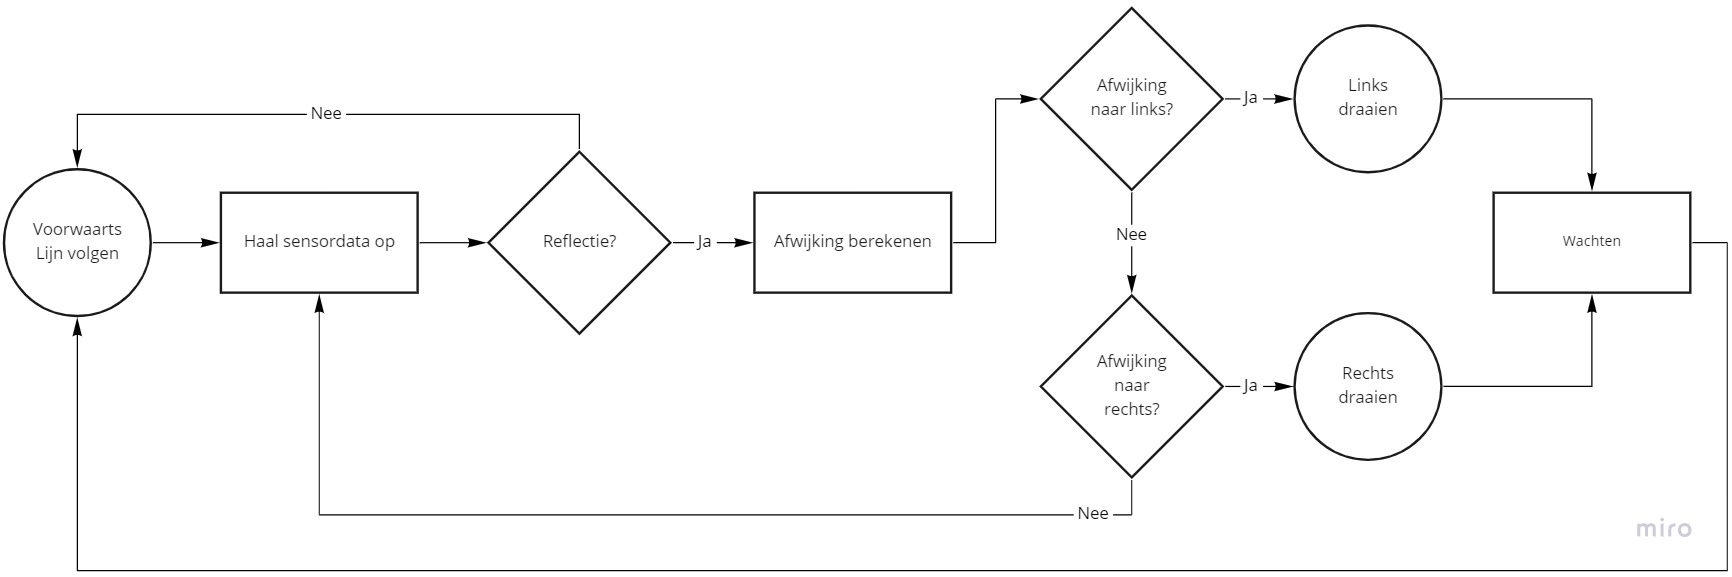 Nee
Voorwaarts
Lijn volgen
Haal sensordata op
Reflectie?
Ja
Afwijking berekenen
Afwijking
naar links?
Ja
Links
draaien
Nee
Afwijking
naar
rechts?
Ja
Rechts
draaien
Wachten
Nee
miro